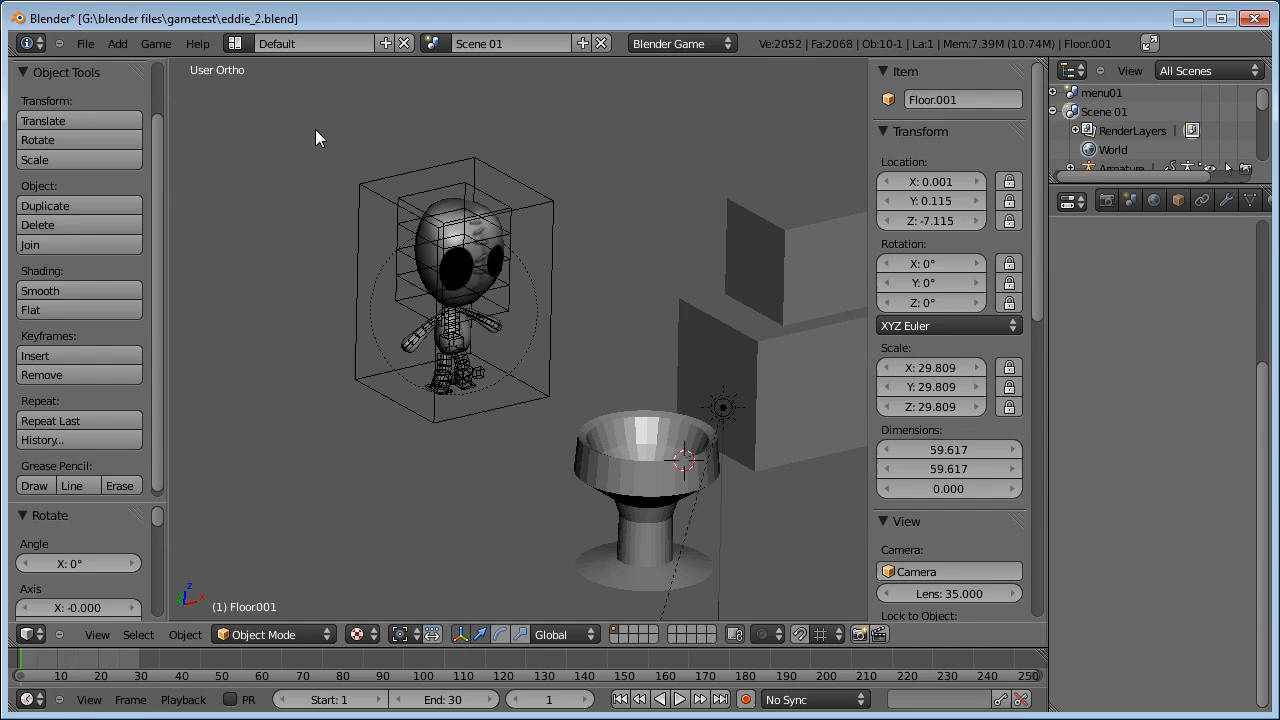 Blender* [G:\blender files\gametest\eddie_2.blend]
File Add Game Help Default Scene 01 Blender Game Ve:2052 | Fa:2068 | Ob:10-1 | La:1 | Mem:7.39M (10.74M) | Floor.001
Object Tools
Transform:
Translate
Rotate
Scale
Object:
Duplicate
Delete
Join
Shading:
Smooth
Flat
Keyframes:
Insert
Remove
Repeat:
Repeat Last
History...
Grease Pencil:
Draw Line Erase
Rotate
Angle
X: 0°
Axis
X: -0.000
User Ortho
z
x
(1) Floor.001
Item
Floor.001
Transform
Location:
X: 0.001
Y: 0.115
Z: -7.115
Rotation:
X: 0°
Y: 0°
Z: 0°
XYZ Euler
Scale:
X: 29.809
Y: 29.809
Z: 29.809
Dimensions:
59.617
59.617
0.000
View
Camera:
Camera
Lens: 35.000
Lock to Object:
View All Scenes
menu01
Scene 01
RenderLayers |
World
Armature
View Select Object Object Mode Global
10 20 30 40 50 60 70 80 90 100 110 120 130 140 150 160 170 180 190 200 210 220 230 240 250
View Frame Playback PR Start: 1 End: 30 1 No Sync